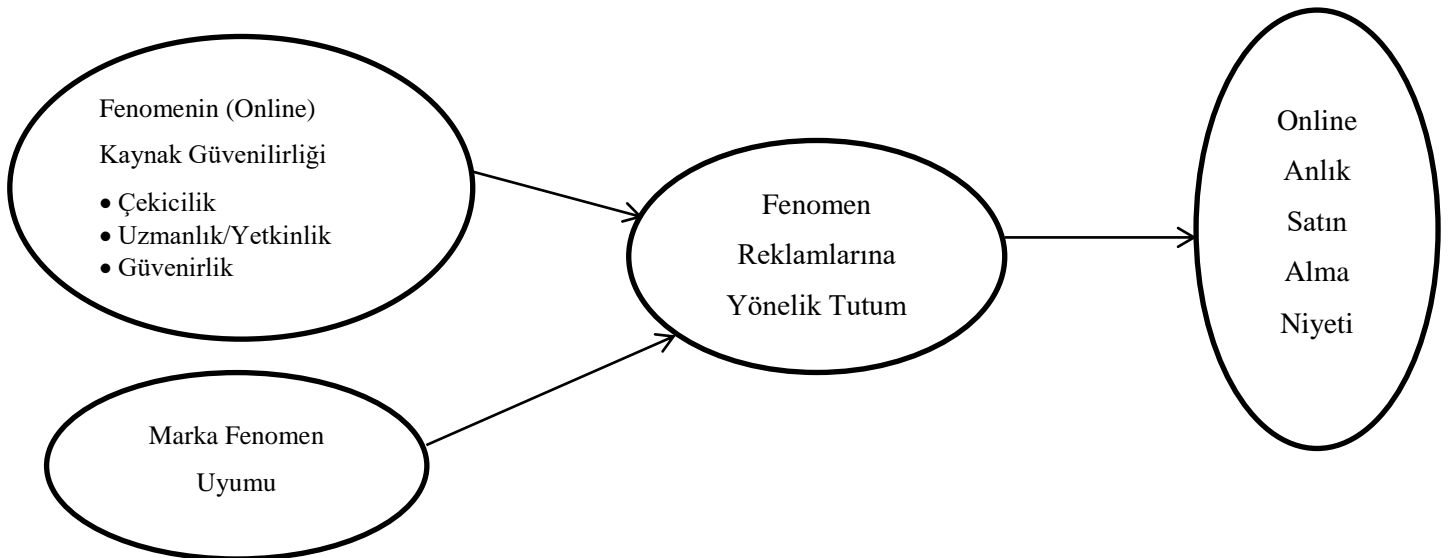 Fenomenin (Online)
Kaynak Güvenilirliği
• Çekicilik
• Uzmanlık/Yetkinlik
• Güvenirlik
Marka Fenomen
Uyumu
Fenomen
Reklamlarına
Yönelik Tutum
Online
Anlık
Satın
Alma
Niyeti